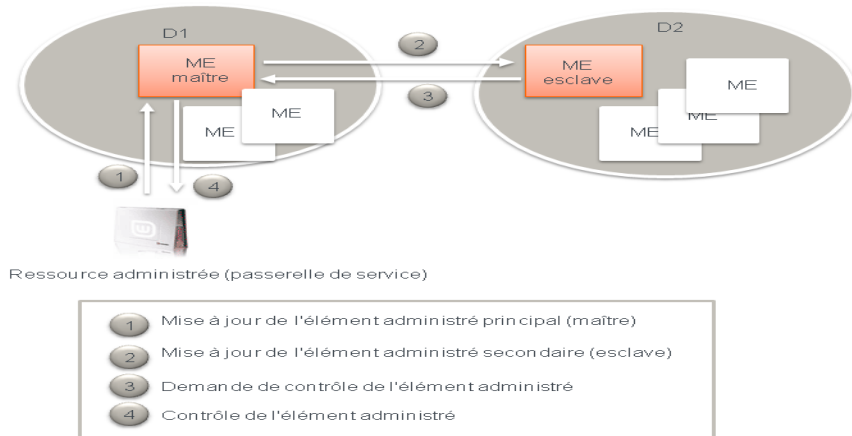 D1
D2
ME
maître
2
ME
esclave
3
ME
ME
ME
ME
ME
1
4
Ressource administrée (passerelle de service)
1 Mise à jour de l'élément administré principal (maître)
2 Mise à jour de l'élément administré secondaire (esclave)
3 Demande de contrôle de l'élément administré
4 Contrôle de l'élément administré